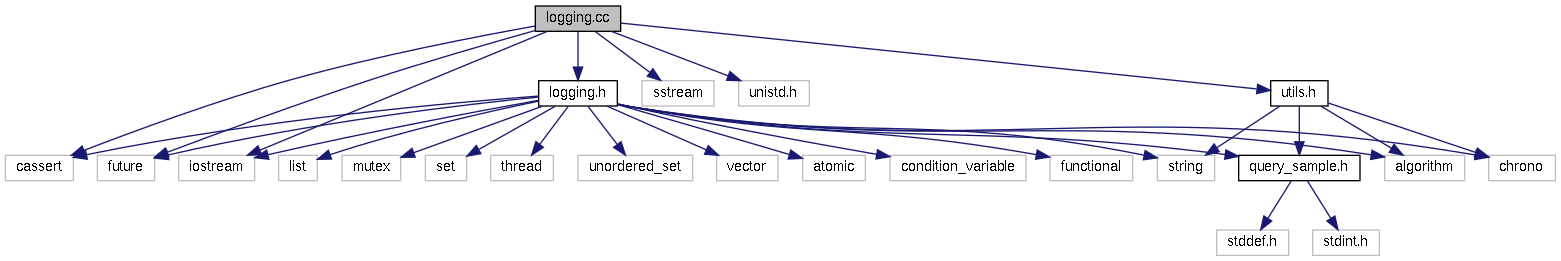 logging.cc
logging.h
sstream
unistd.h
utils.h
cassert
future
iostream
list
mutex
set
thread
unordered_set
vector
atomic
condition_variable
functional
string
query_sample.h
algorithm
chrono
stddef.h
stdint.h